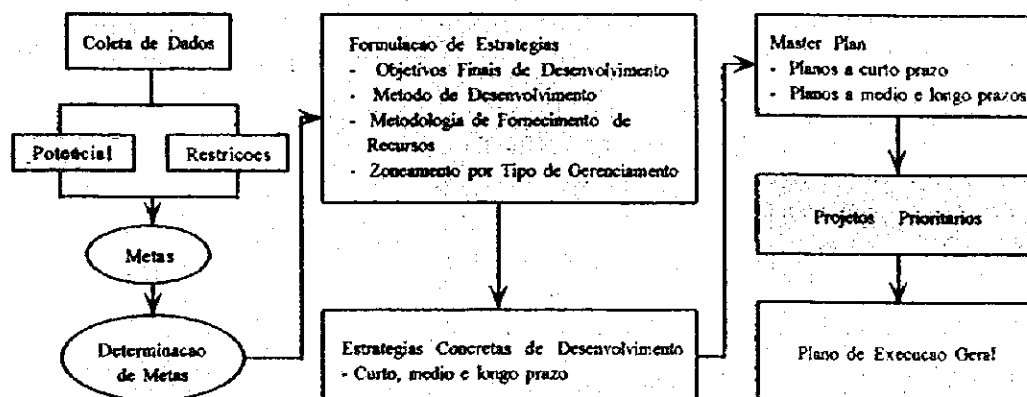 Coleta de Dados
Potencial
Restricoes
Metas
Determinacao
de Metas
Formulacao de Estrategias
- Objetivos Finais de Desenvolvimento
- Metodo de Desenvolvimento
- Metodologia de Fornecimento de
Recursos
- Zoneamento por Tipo de Gerenciamento
Estrategias Concretas de Desenvolvimento
- Curto, medio e longo prazo
Master Plan
- Planos a curto prazo
- Planos a medio e longo prazos
Projetos Prioritarios
Plano de Execucao Geral